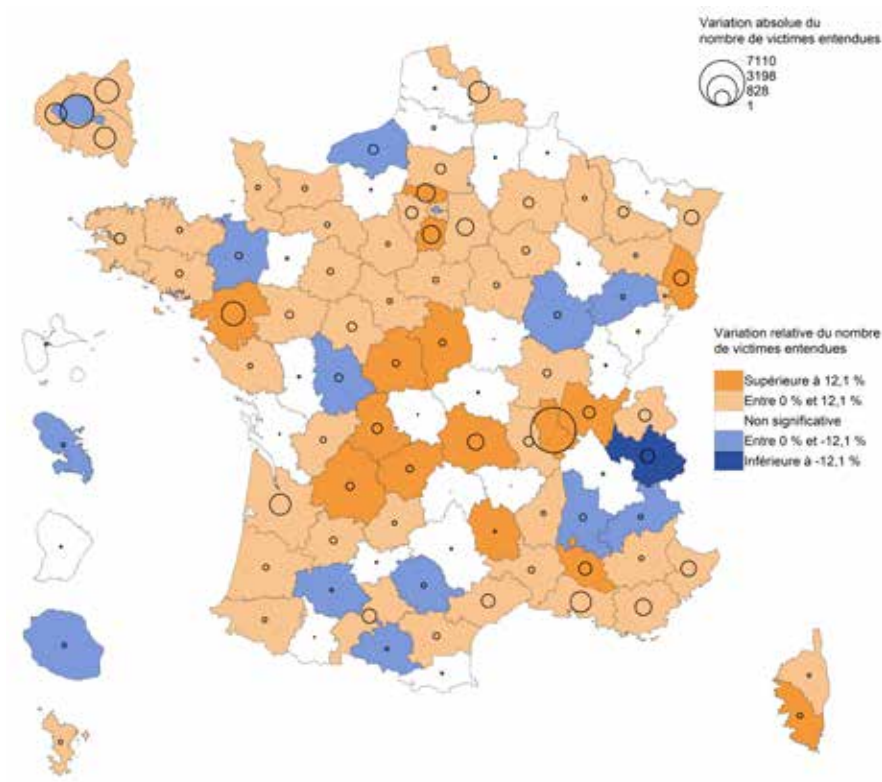 Variation absolue du
nombre de victimes entendues
7110
3198
828
1
Variation relative du nombre
de victimes entendues
Supérieure à 12,1 %
Entre 0 % et 12,1 %
Non significative
Entre 0 % et -12,1 %
Inférieure à -12,1 %